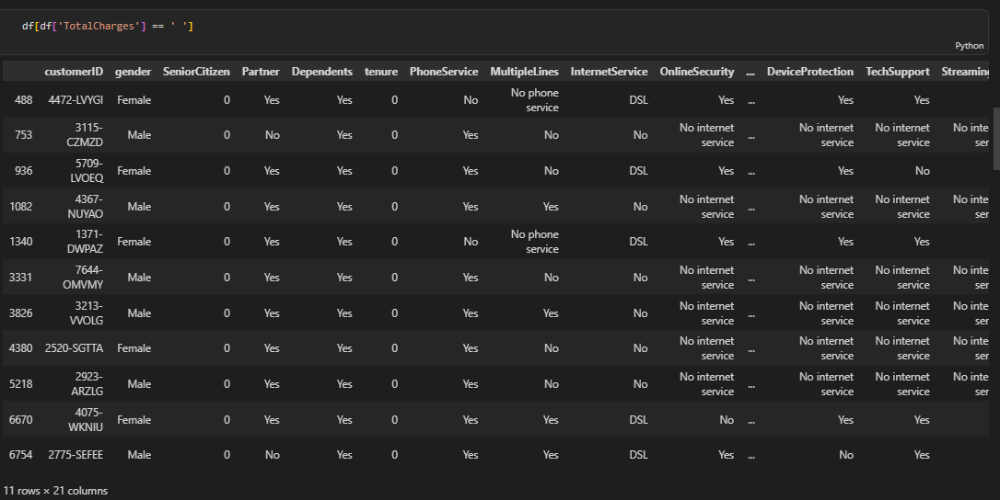 df[df['TotalCharges'] == ' ']
Python
customerID gender SeniorCitizen Partner Dependents tenure PhoneService MultipleLines InternetService OnlineSecurity ... DeviceProtection TechSupport Streaming
488 4472-LVYGI Female 0 Yes Yes 0 No No phone service DSL Yes ... Yes Yes
753 3115-CZMZD Male 0 No Yes 0 Yes No No No internet service ... No internet service No internet service No inte ser
936 5709-LVOEQ Female 0 Yes Yes 0 Yes No DSL Yes ... Yes No
1082 4367-NUYAO Male 0 Yes Yes 0 Yes Yes No No internet service ... No internet service No internet service No inte ser
1340 1371-DWPAZ Female 0 Yes Yes 0 No No phone service DSL Yes ... Yes Yes
3331 7644-OMVMY Male 0 Yes Yes 0 Yes No No No internet service ... No internet service No internet service No inte ser
3826 3213-VVOLG Male 0 Yes Yes 0 Yes Yes No No internet service ... No internet service No internet service No inte ser
4380 2520-SGTTA Female 0 Yes Yes 0 Yes No No No internet service ... No internet service No internet service No inte ser
5218 2923-ARZLG Male 0 Yes Yes 0 Yes No No No internet service ... No internet service No internet service No inte ser
6670 4075-WKNIU Female 0 Yes Yes 0 Yes Yes DSL No ... Yes Yes
6754 2775-SEFEE Male 0 No Yes 0 Yes Yes DSL Yes ... No Yes
11 rows × 21 columns